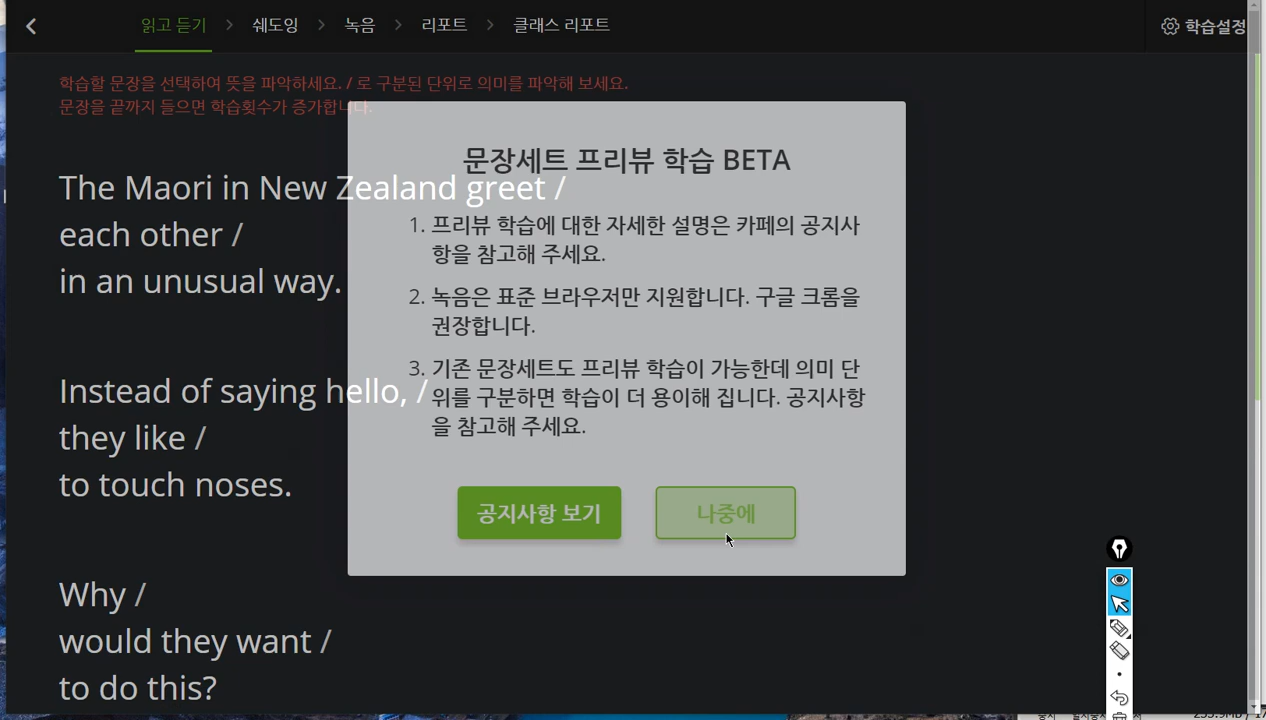 읽고 듣기
쉐도잉
녹음
리포트
클래스 리포트
학습설정
학습할 문장을 선택하여 뜻을 파악하세요. / 로 구분된 단위로 의미를 파악해 보세요.
문장을 끝까지 들으면 학습횟수가 증가합니다.
The Maori in New Zealand greet /
each other /
in an unusual way.
Instead of saying hello, /
they like /
to touch noses.
Why /
would they want /
to do this?
문장세트 프리뷰 학습 BETA
1. 프리뷰 학습에 대한 자세한 설명은 카페의 공지사
항을 참고해 주세요.
2. 녹음은 표준 브라우저만 지원합니다. 구글 크롬을
권장합니다.
3. 기존 문장세트도 프리뷰 학습이 가능한데 의미 단
위를 구분하면 학습이 더 용이해 집니다. 공지사항
을 참고해 주세요.
공지사항 보기
나중에